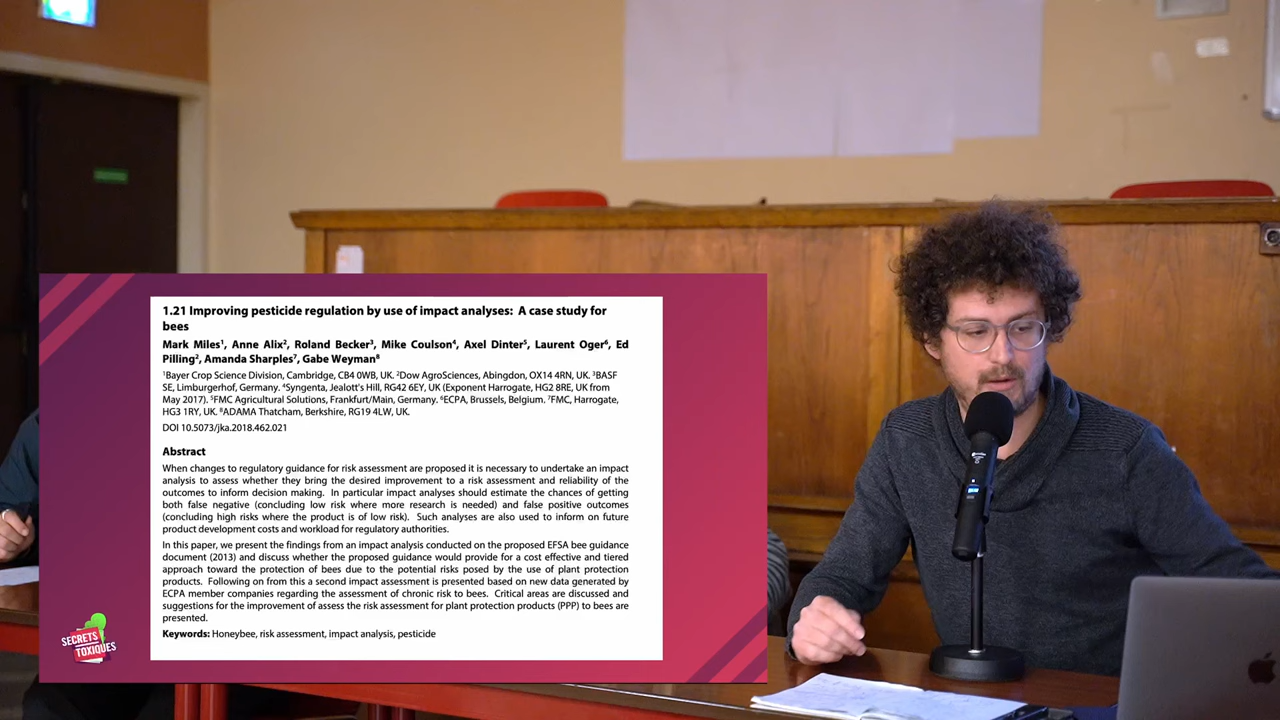 1.21 Improving pesticide regulation by use of impact analyses: A case study for
bees
Mark Miles¹, Anne Alix², Roland Becker³, Mike Coulson⁴, Axel Dinter⁵, Laurent Oger⁶, Ed
Pilling², Amanda Sharples⁷, Gabe Weyman⁸
¹Bayer Crop Science Division, Cambridge, CB4 0WB, UK. ²Dow AgroSciences, Abingdon, OX14 4RN, UK. ³BASF
SE, Limburgerhof, Germany. ⁴Syngenta, Jealott's Hill, RG42 6EY, UK (Exponent Harrogate, HG2 8RE, UK from
May 2017). ⁵FMC Agricultural Solutions, Frankfurt/Main, Germany. ⁶ECPA, Brussels, Belgium. ⁷FMC, Harrogate,
HG3 1RY, UK. ⁸ADAMA Thatcham, Berkshire, RG19 4LW, UK.
DOI 10.5073/jka.2018.462.021
Abstract
When changes to regulatory guidance for risk assessment are proposed it is necessary to undertake an impact
analysis to assess whether they bring the desired improvement to a risk assessment and reliability of the
outcomes to inform decision making. In particular impact analyses should estimate the chances of getting
both false negative (concluding low risk where more research is needed) and false positive outcomes
(concluding high risks where the product is of low risk). Such analyses are also used to inform on future
product development costs and workload for regulatory authorities.
In this paper, we present the findings from an impact analysis conducted on the proposed EFSA bee guidance
document (2013) and discuss whether the proposed guidance would provide for a cost effective and tiered
approach toward the protection of bees due to the potential risks posed by the use of plant protection
products. Following on from this a second impact assessment is presented based on new data generated by
ECPA member companies regarding the assessment of chronic risk to bees. Critical areas are discussed and
suggestions for the improvement of assess the risk assessment for plant protection products (PPP) to bees are
presented.
Keywords: Honeybee, risk assessment, impact analysis, pesticide
SECRETS
TOXIQUES